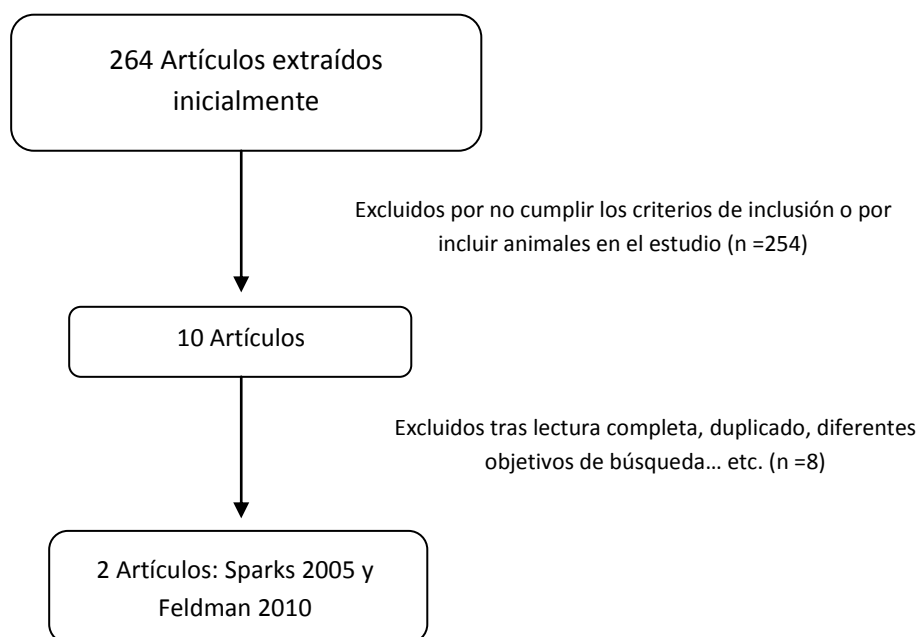 264 Artículos extraídos
inicialmente
Excluidos por no cumplir los criterios de inclusión o por
incluir animales en el estudio (n =254)
10 Artículos
Excluidos tras lectura completa, duplicado, diferentes
objetivos de búsqueda… etc. (n =8)
2 Artículos: Sparks 2005 y
Feldman 2010